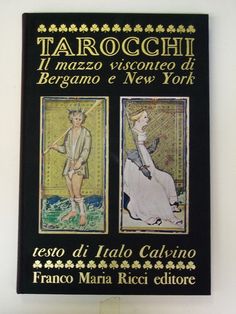 TAROCCHI
Il mazzo visconteo di
Bergamo e New York
testo di Italo Calvino
Franco Maria Ricci editore